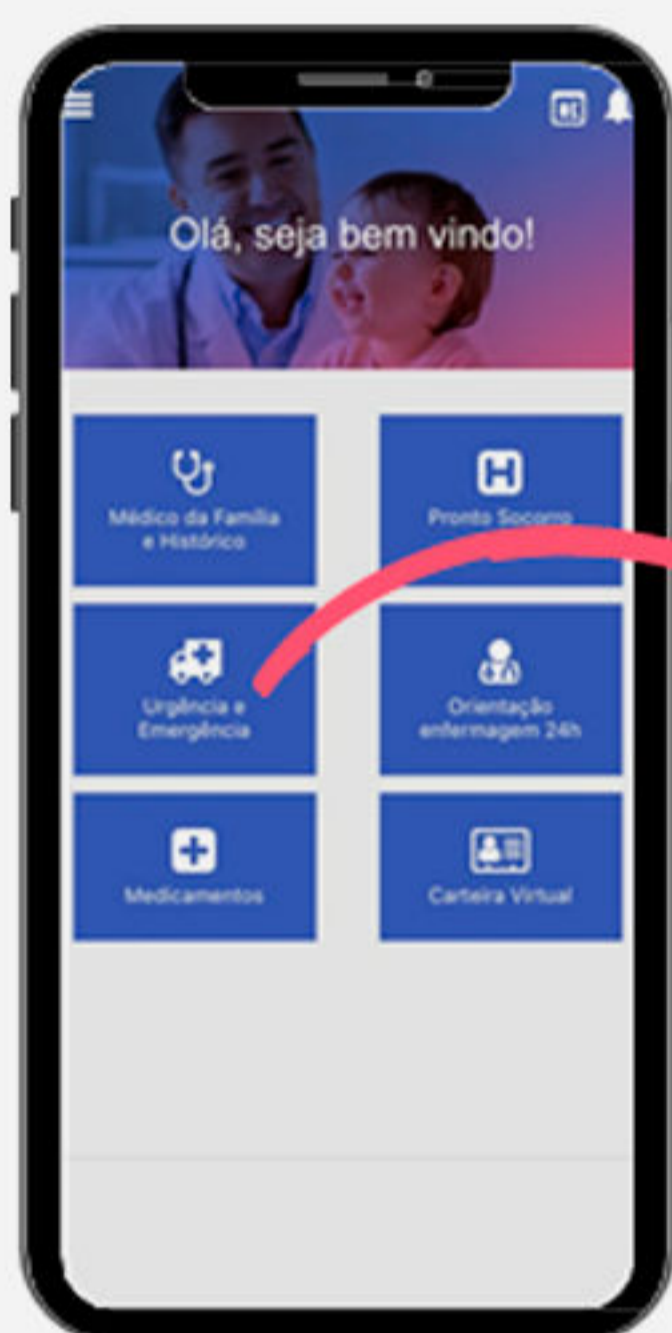 Olá, seja bem vindo!
Médico da Família
e Histórico
H
Pronto Socorro
Urgência e
Emergência
Orientação
enfermagem 24h
Medicamentos
Carteira Virtual